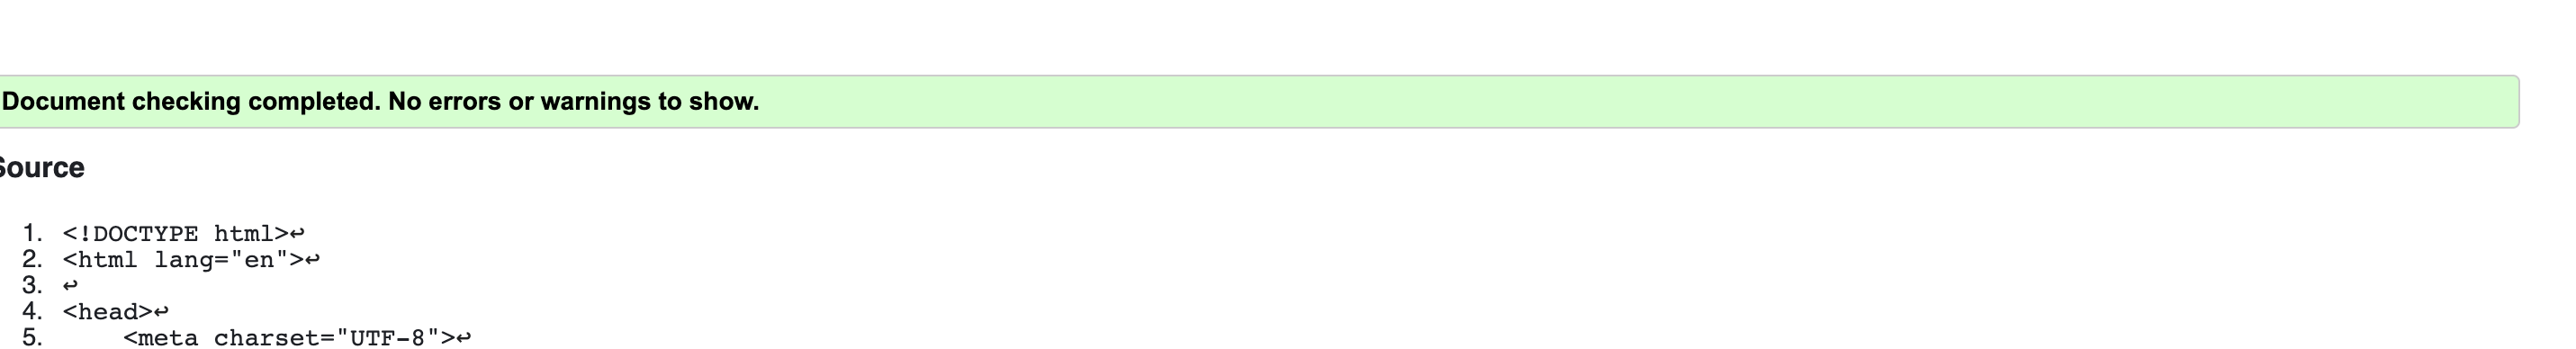 Document checking completed. No errors or warnings to show.
Source
1. <!DOCTYPE html>↩
2. <html lang="en">↩
3. ↩
4. <head>↩
5.     <meta charset="UTF-8">↩